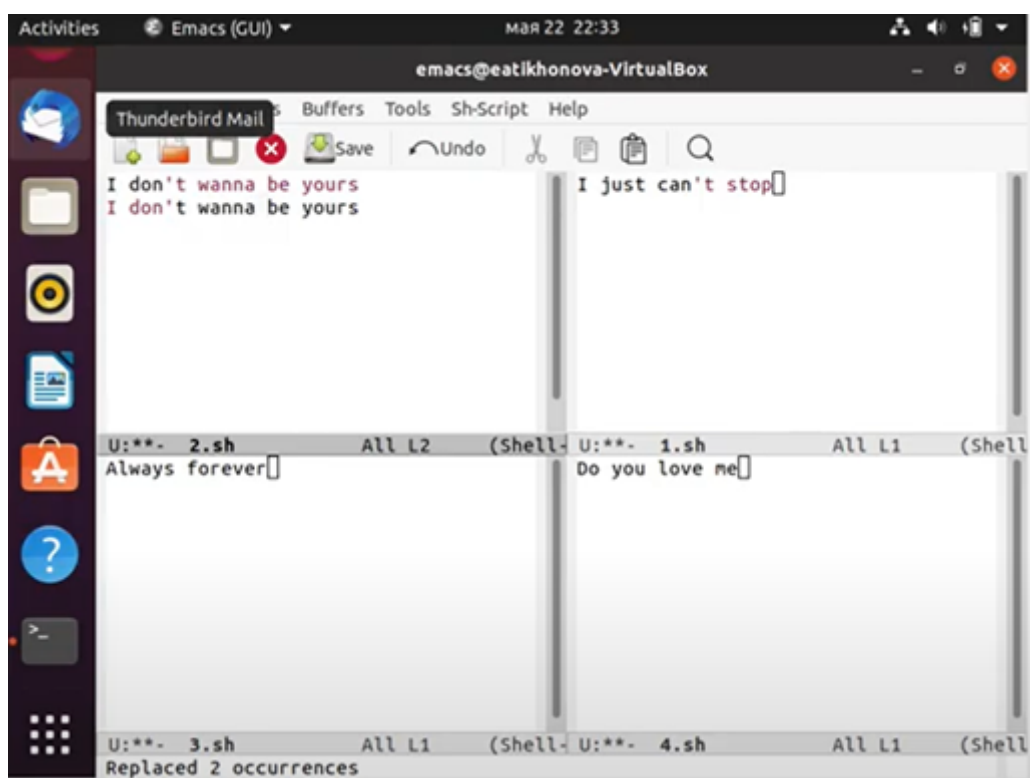 Activities Emacs (GUI) мая 22 22:33
emacs@eatikhonova-VirtualBox
Thunderbird Mail Buffers Tools Sh-Script Help
Save Undo
I don't wanna be yours
I don't wanna be yours
I just can't stop
U:**- 2.sh All L2 (Shell-
U:**- 1.sh All L1 (Shell
Always forever
Do you love me
U:**- 3.sh All L1 (Shell-
U:**- 4.sh All L1 (Shell
Replaced 2 occurrences